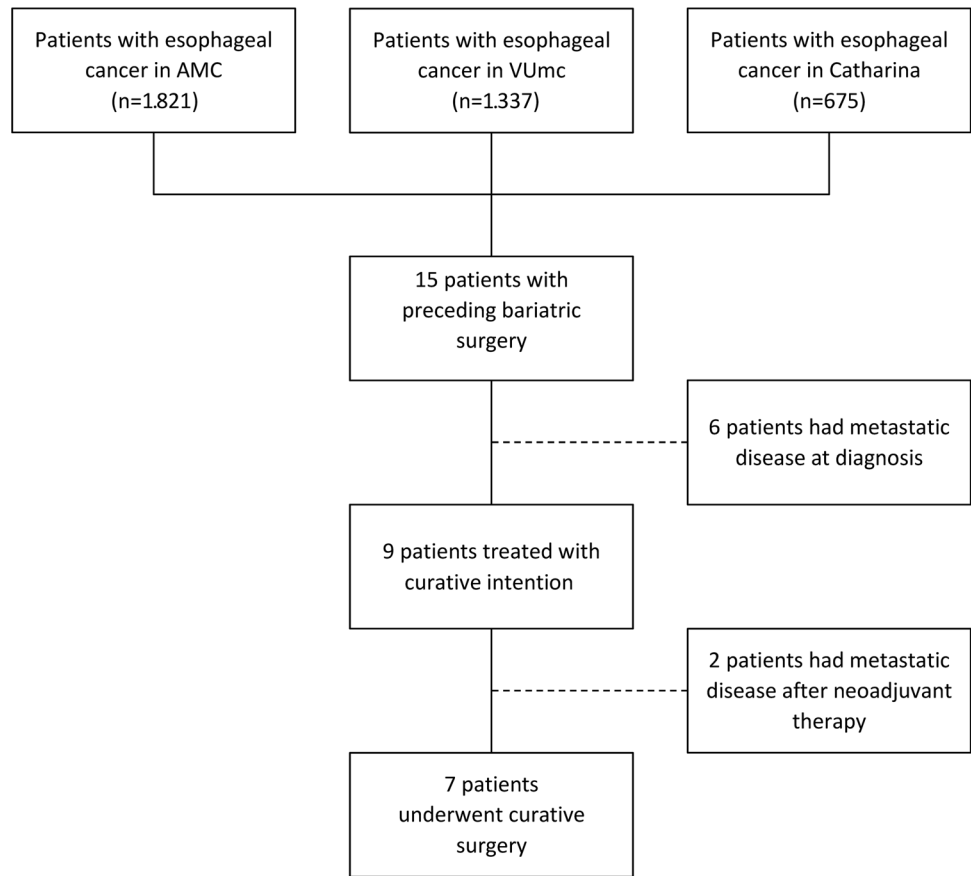 Patients with esophageal
cancer in AMC
(n=1.821)
Patients with esophageal
cancer in VUmc
(n=1.337)
Patients with esophageal
cancer in Catharina
(n=675)
15 patients with
preceding bariatric
surgery
6 patients had metastatic
disease at diagnosis
9 patients treated with
curative intention
2 patients had metastatic
disease after neoadjuvant
therapy
7 patients
underwent curative
surgery